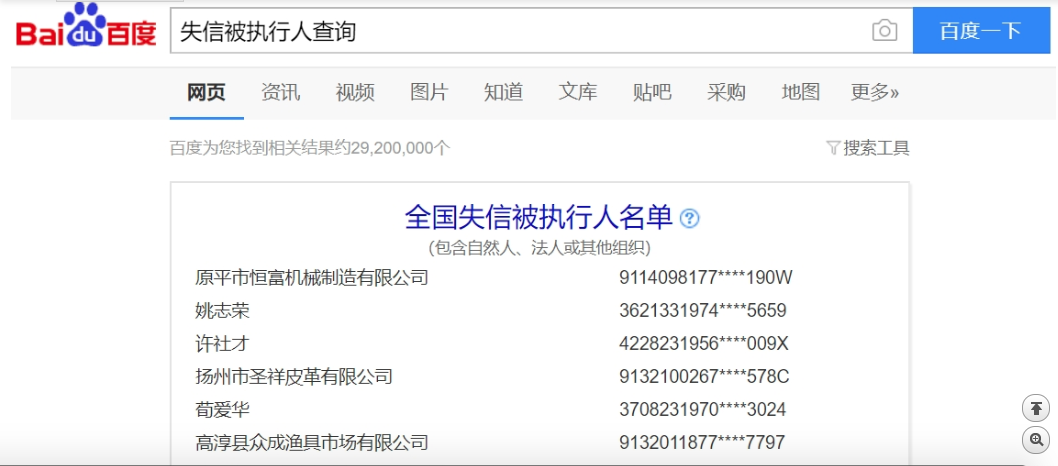 Bai du 百度 失信被执行人查询 百度一下
网页 资讯 视频 图片 知道 文库 贴吧 采购 地图 更多»
百度为您找到相关结果约29,200,000个 搜索工具
全国失信被执行人名单 ?
(包含自然人、法人或其他组织)
原平市恒富机械制造有限公司 9114098177****190W
姚志荣 3621331974****5659
许社才 4228231956****009X
扬州市圣祥皮革有限公司 9132100267****578C
荀爱华 3708231970****3024
高淳县众成渔具市场有限公司 9132011877****7797